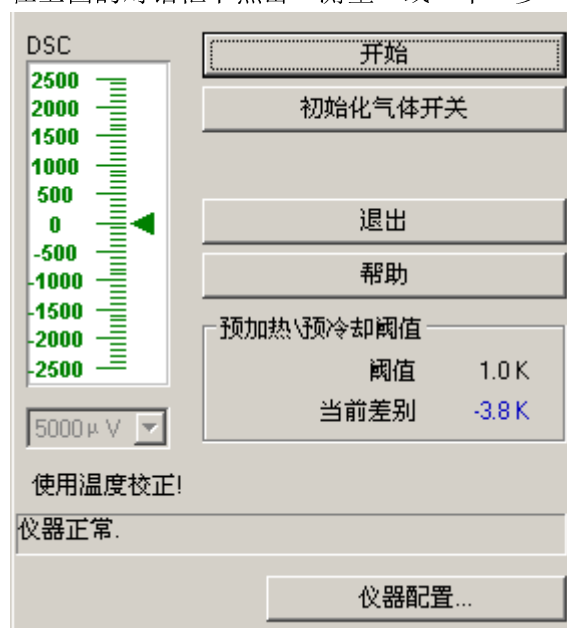 DSC
2500
2000
1500
1000
500
0
-500
-1000
-1500
-2000
-2500
5000μV
开始
初始化气体开关
退出
帮助
预加热\预冷却阈值
阈值 1.0 K
当前差别 -3.8 K
使用温度校正!
仪器正常.
仪器配置...